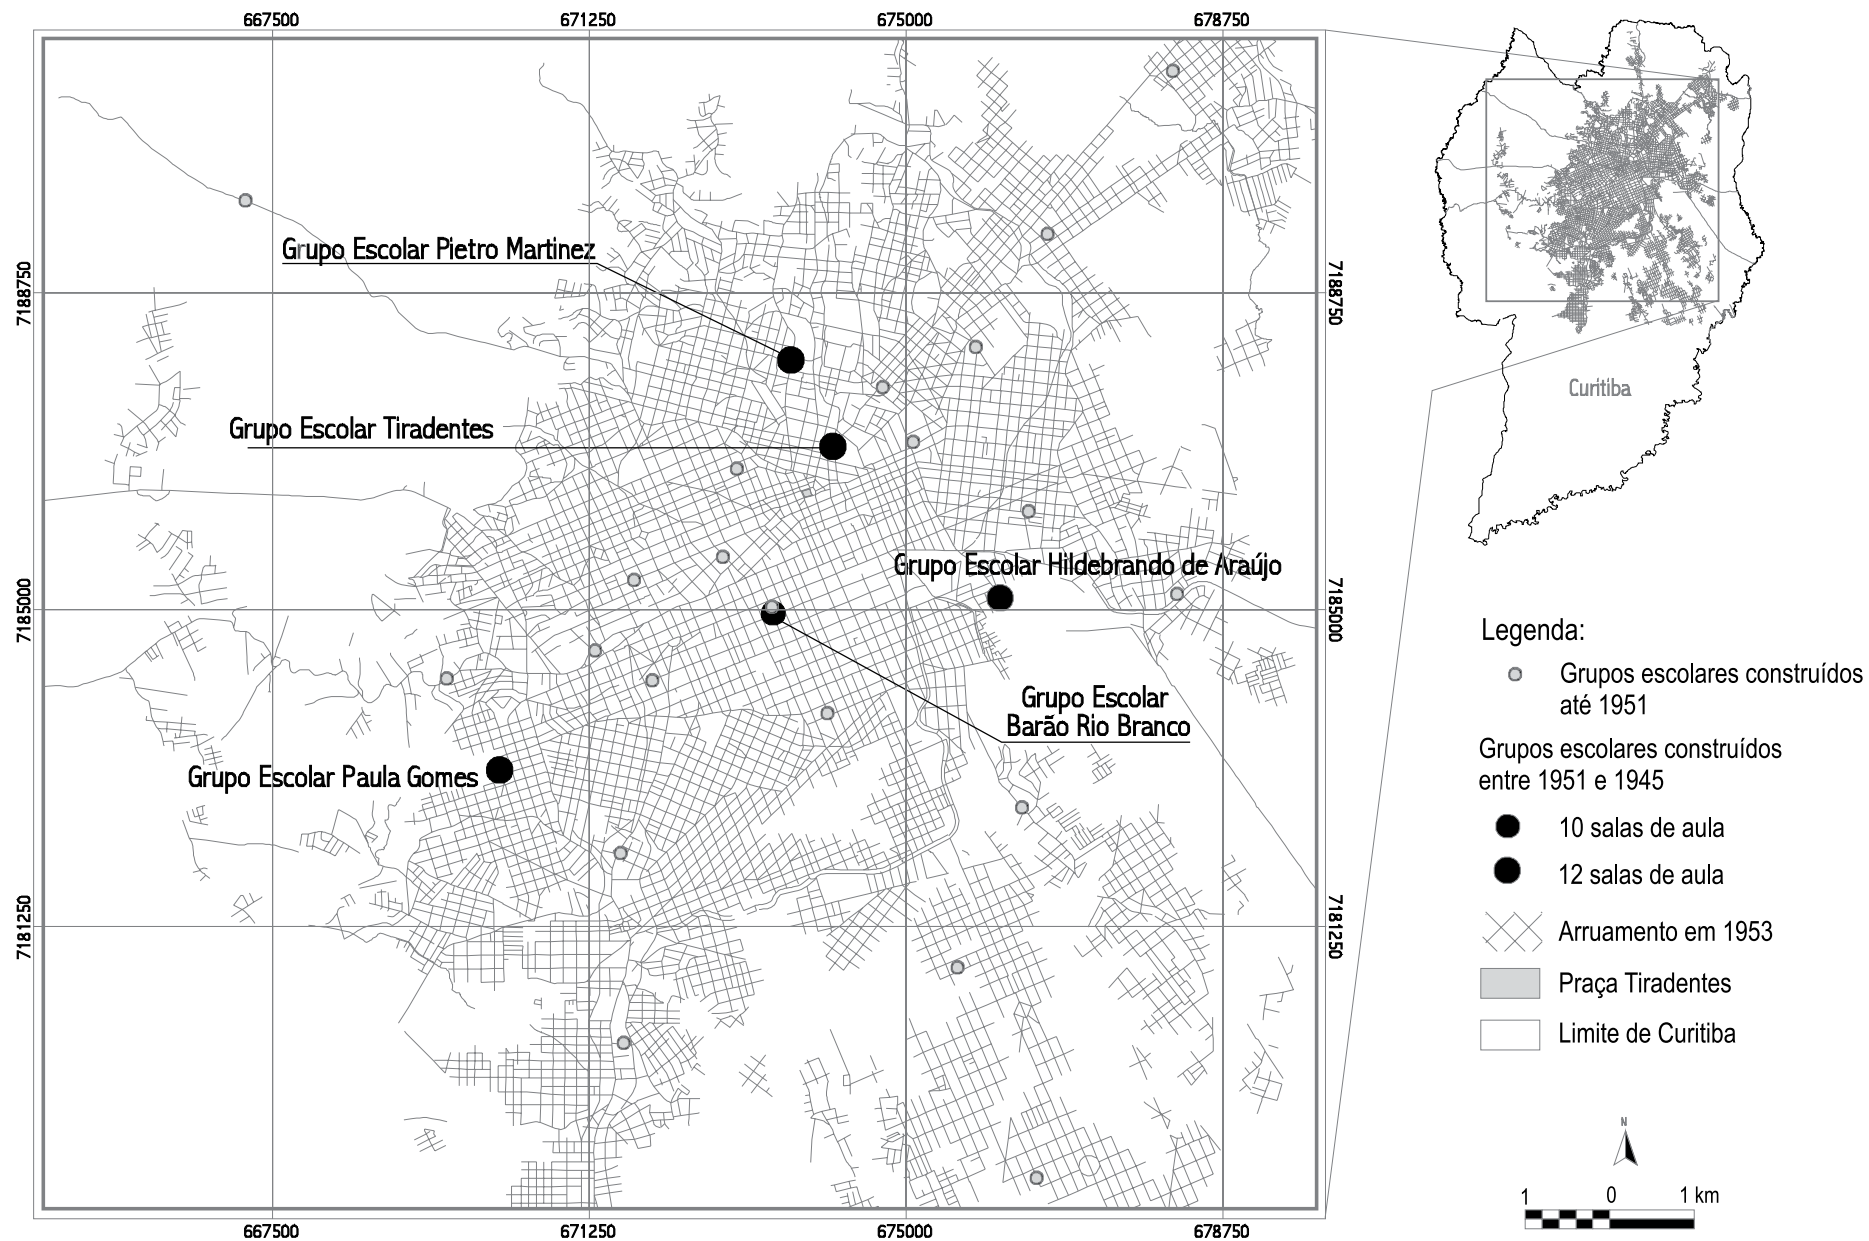 667500
671250
675000
678750
Grupo Escolar Pietro Martinez
7188750
7188750
Grupo Escolar Tiradentes
Curitiba
Grupo Escolar Hildebrando de Araújo
7185000
7185000
Grupo Escolar
Barão Rio Branco
Grupo Escolar Paula Gomes
7181250
7181250
667500
671250
675000
678750
Legenda:
Grupos escolares construídos
até 1951
Grupos escolares construídos
entre 1951 e 1945
10 salas de aula
12 salas de aula
Arruamento em 1953
Praça Tiradentes
Limite de Curitiba
N
1
0
1 km